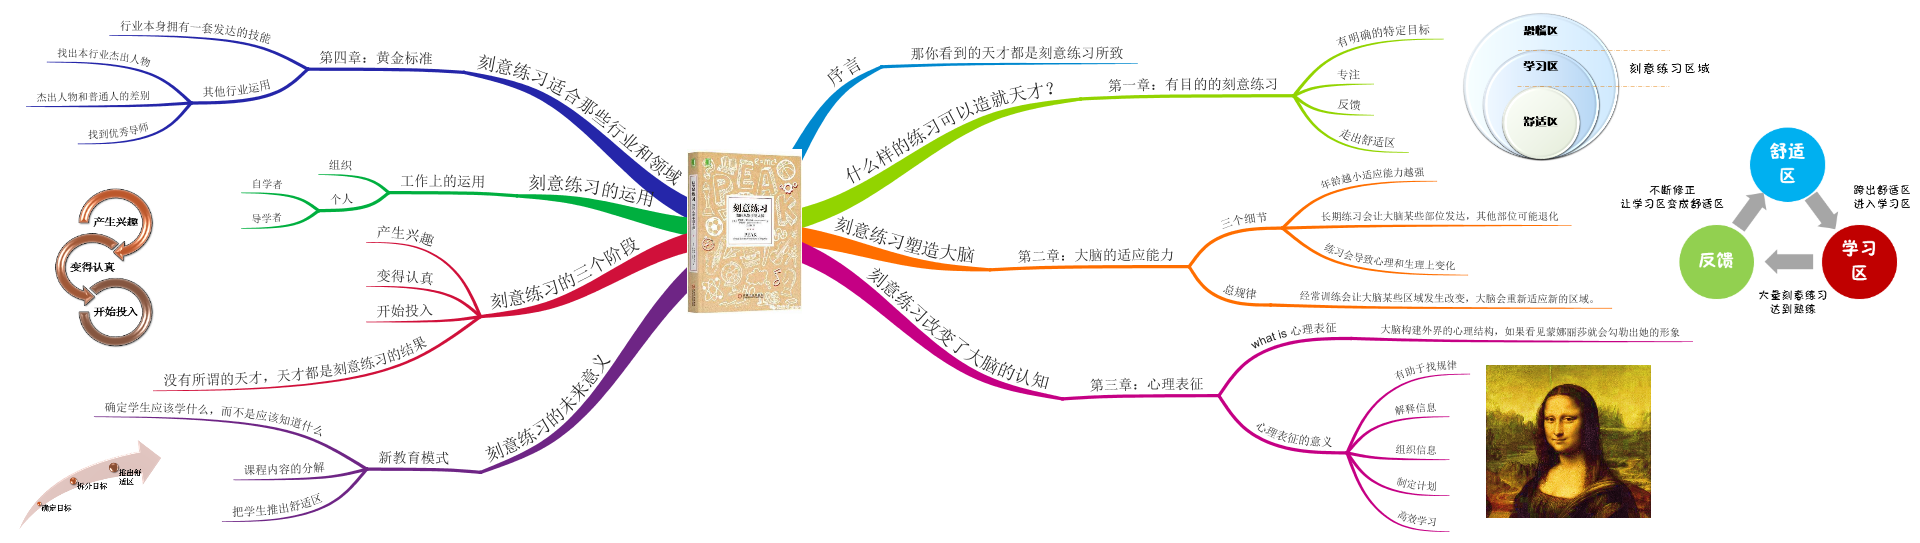 序言
那你看到的天才都是刻意练习所致
什么样的练习可以造就天才？
第一章：有目的的刻意练习
有明确的特定目标
专注
反馈
走出舒适区
恐慌区
学习区
舒适区
刻意练习区域
舒适
区
跨出舒适区
进入学习区
学习
区
大量刻意练习
达到熟练
反馈
不断修正
让学习区变成舒适区
刻意练习塑造大脑
第二章：大脑的适应能力
三个细节
年龄越小适应能力越强
长期练习会让大脑某些部位发达，其他部位可能退化
练习会导致心理和生理上变化
总规律
经常训练会让大脑某些区域发生改变，大脑会重新适应新的区域。
刻意练习改变了大脑的认知
第三章：心理表征
what is 心理表征
大脑构建外界的心理结构，如果看见蒙娜丽莎就会勾勒出她的形象
心理表征的意义
有助于找规律
解释信息
组织信息
制定计划
高效学习
刻意练习适合那些行业和领域
第四章：黄金标准
行业本身拥有一套发达的技能
其他行业运用
找出本行业杰出人物
杰出人物和普通人的差别
找到优秀导师
刻意练习的运用
工作上的运用
组织
个人
自学者
导学者
刻意练习的三个阶段
产生兴趣
变得认真
开始投入
没有所谓的天才，天才都是刻意练习的结果
产生兴趣
变得认真
开始投入
刻意练习的未来意义
新教育模式
确定学生应该学什么，而不是应该知道什么
课程内容的分解
把学生推出舒适区
确定目标
拆分目标
推出舒
适区
刻意练习